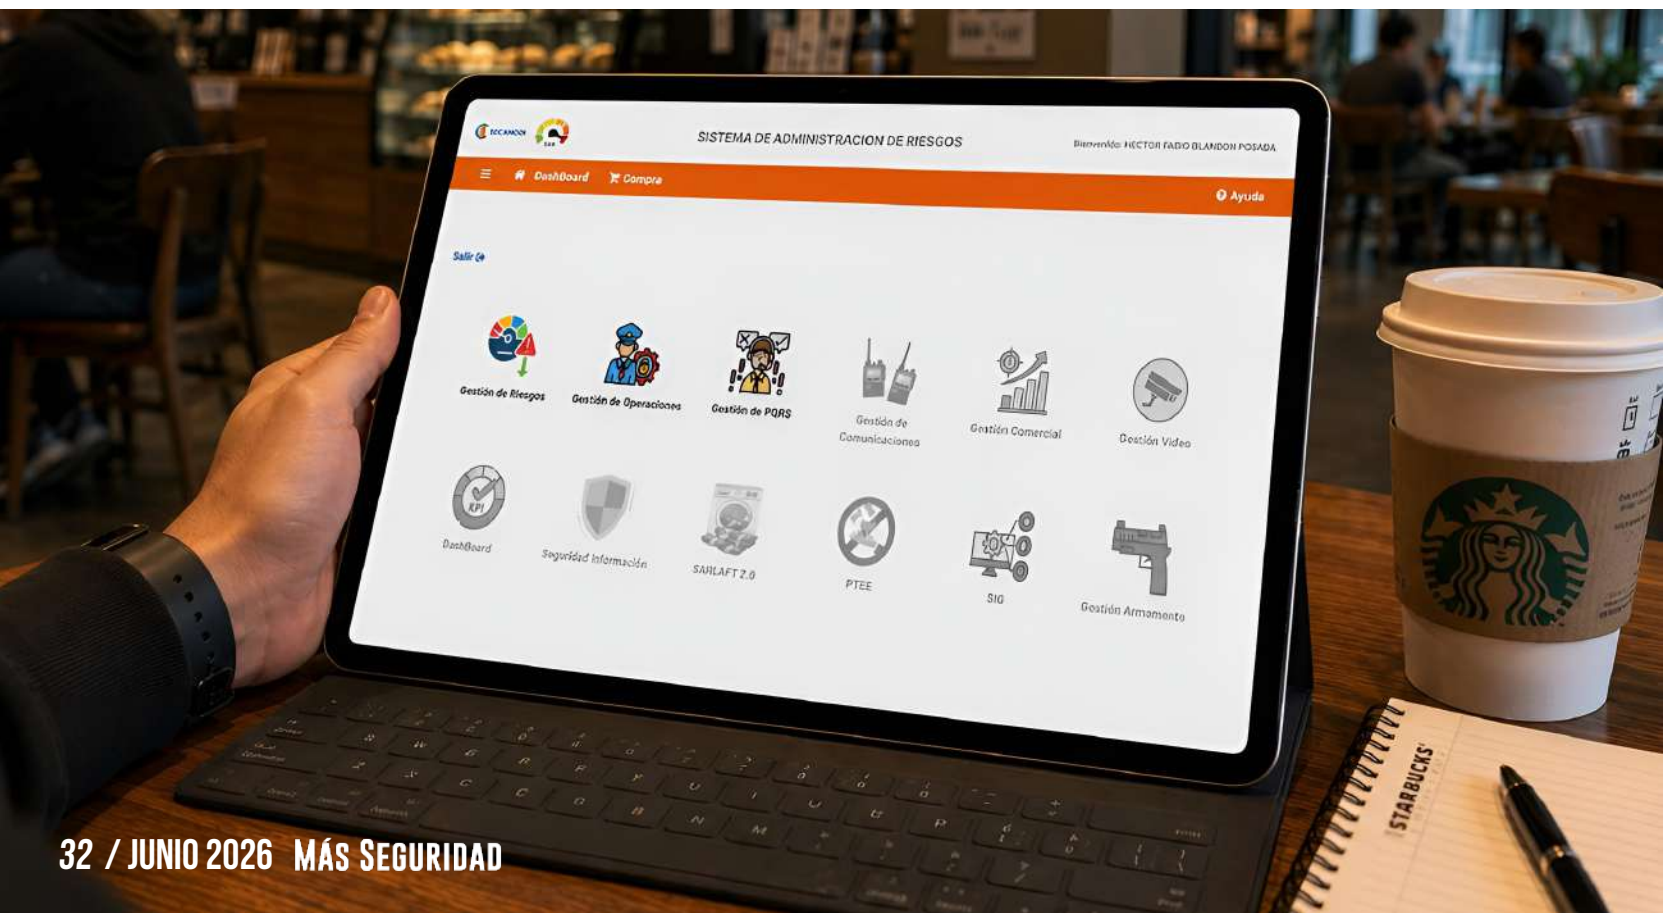 SAR
SISTEMA DE ADMINISTRACION DE RIESGOS
Bienvenido: HECTOR FABIO BLANDON POSADA
DashBoard
Compra
Ayuda
Salir
Gestión de Riesgos
Gestión de Operaciones
Gestión de PQRS
Gestión de
Comunicaciones
Gestión Comercial
Gestión Video
KPI
DashBoard
Seguridad Información
SARLAFT 2.0
PTEE
SIG
Gestión Armamento
STARBUCKS
32 / JUNIO 2026 MÁS SEGURIDAD